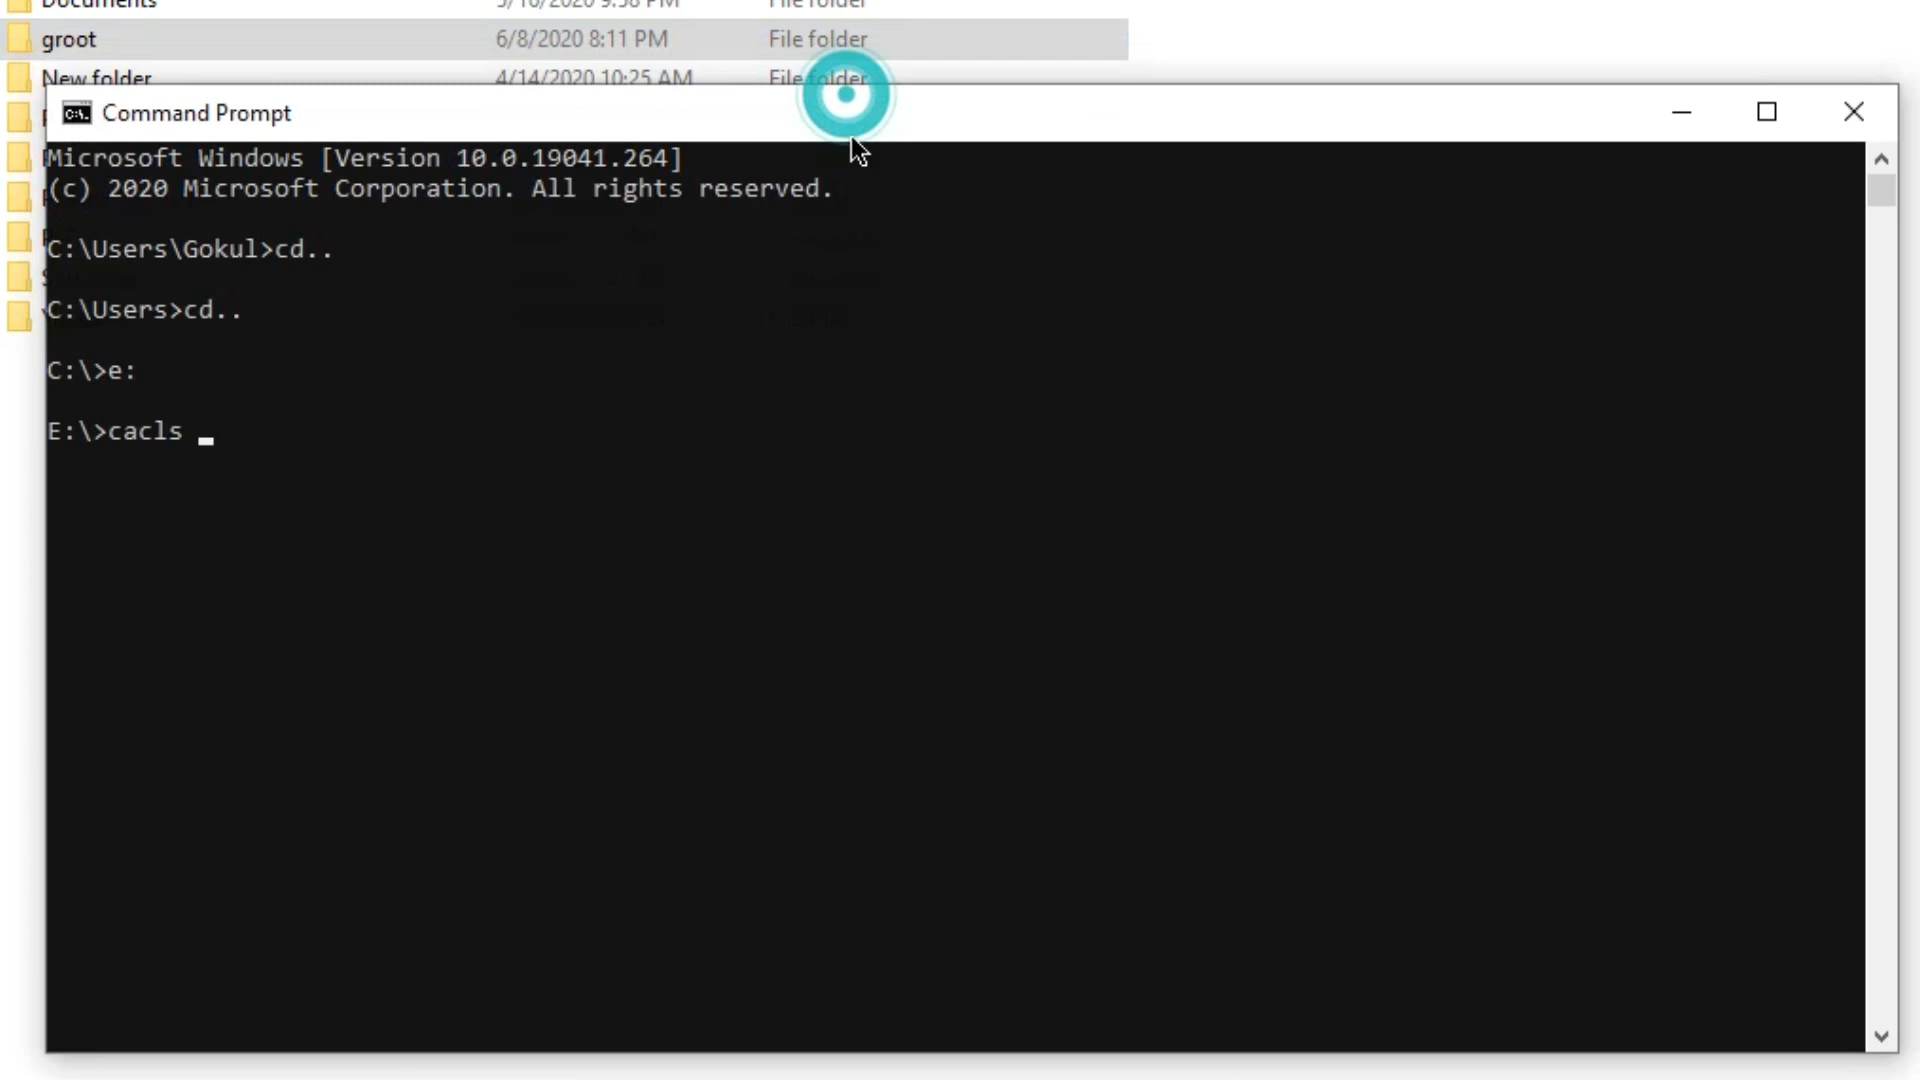 Documents 5/16/2020 9:58 PM File folder
groot 6/8/2020 8:11 PM File folder
New folder 4/14/2020 10:25 AM File folder
Command Prompt
Microsoft Windows [Version 10.0.19041.264]
(c) 2020 Microsoft Corporation. All rights reserved.
C:\Users\Gokul>cd..
C:\Users>cd..
C:\>e:
E:\>cacls